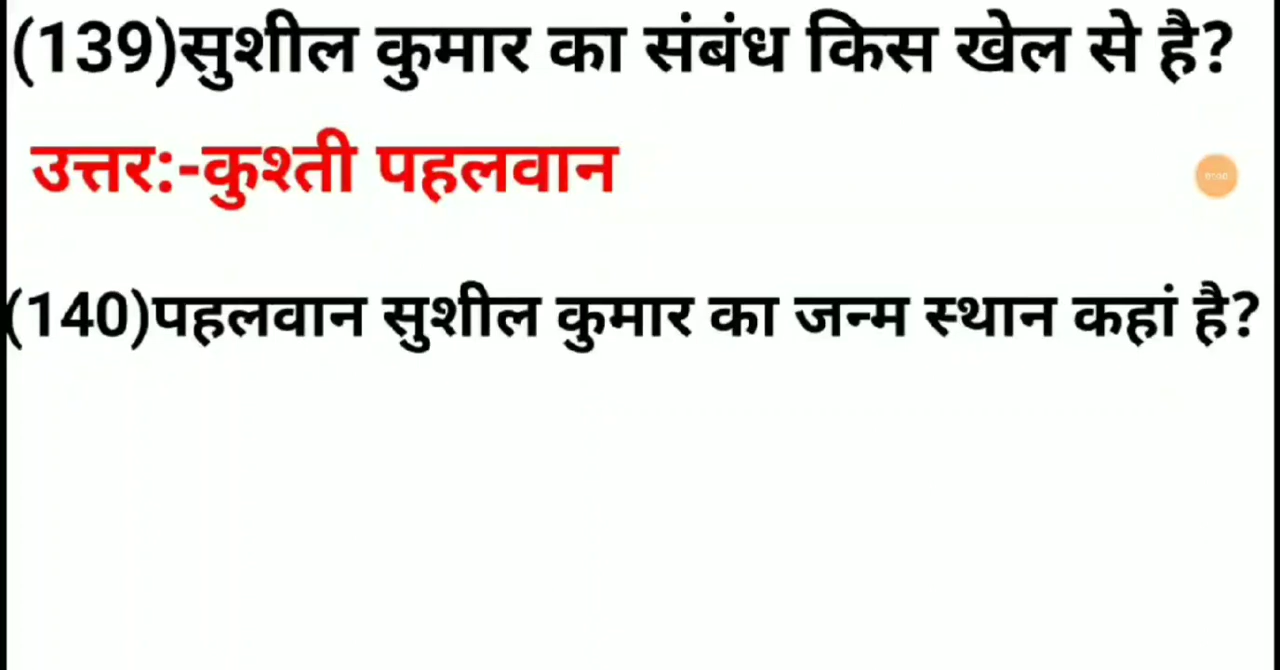 (139)सुशील कुमार का संबंध किस खेल से है?
उत्तर:-कुश्ती पहलवान
(140)पहलवान सुशील कुमार का जन्म स्थान कहां है?